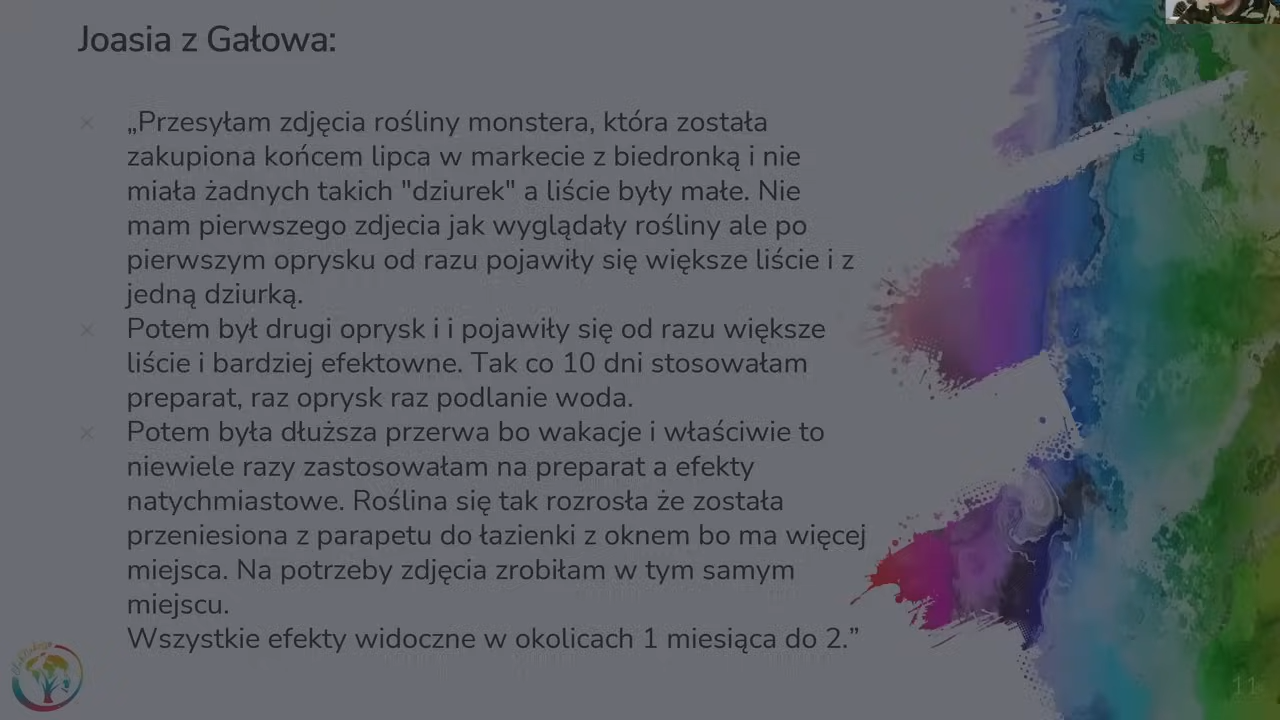 Joasia z Gałowa:
„Przesyłam zdjęcia rośliny monstera, która została
zakupiona końcem lipca w markecie z biedronką i nie
miała żadnych takich "dziurek" a liście były małe. Nie
mam pierwszego zdjecia jak wyglądały rośliny ale po
pierwszym oprysku od razu pojawiły się większe liście i z
jedną dziurką.
Potem był drugi oprysk i i pojawiły się od razu większe
liście i bardziej efektowne. Tak co 10 dni stosowałam
preparat, raz oprysk raz podlanie woda.
Potem była dłuższa przerwa bo wakacje i właściwie to
niewiele razy zastosowałam na preparat a efekty
natychmiastowe. Roślina się tak rozrosła że została
przeniesiona z parapetu do łazienki z oknem bo ma więcej
miejsca. Na potrzeby zdjęcia zrobiłam w tym samym
miejscu.
Wszystkie efekty widoczne w okolicach 1 miesiąca do 2.”
11